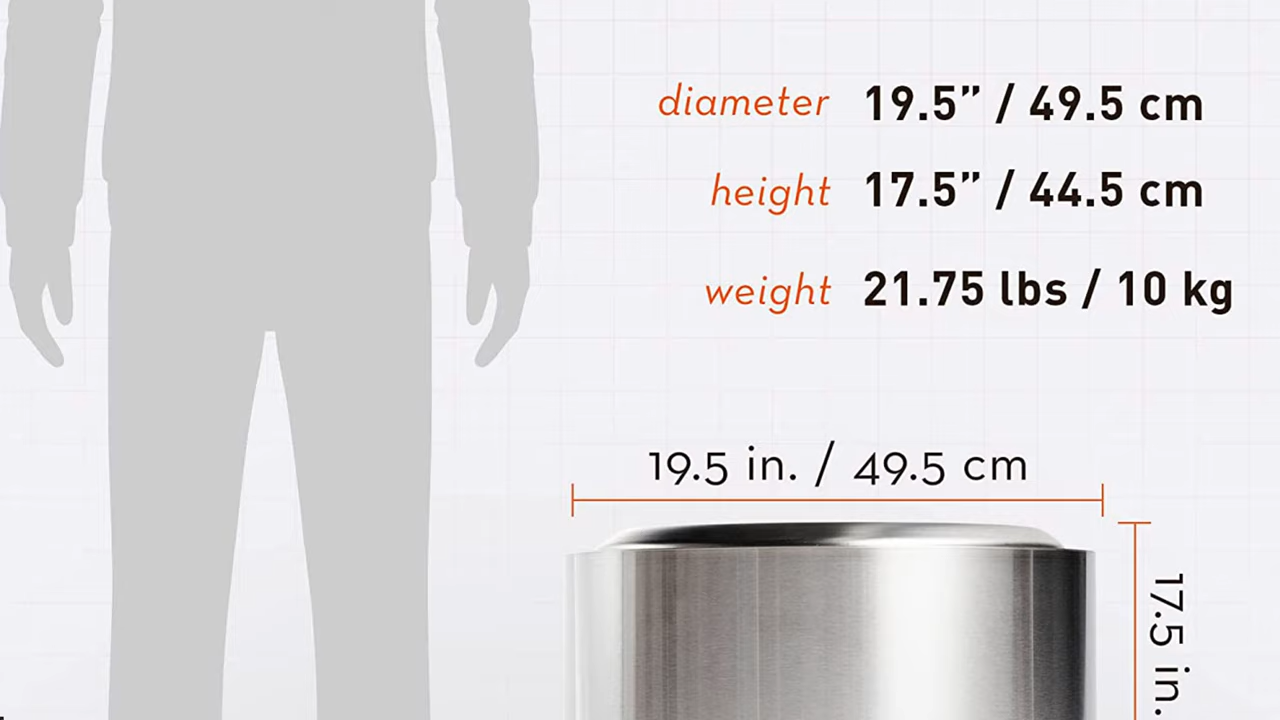 diameter 19.5” / 49.5 cm
height 17.5” / 44.5 cm
weight 21.75 lbs / 10 kg
19.5 in. / 49.5 cm
17.5 in.